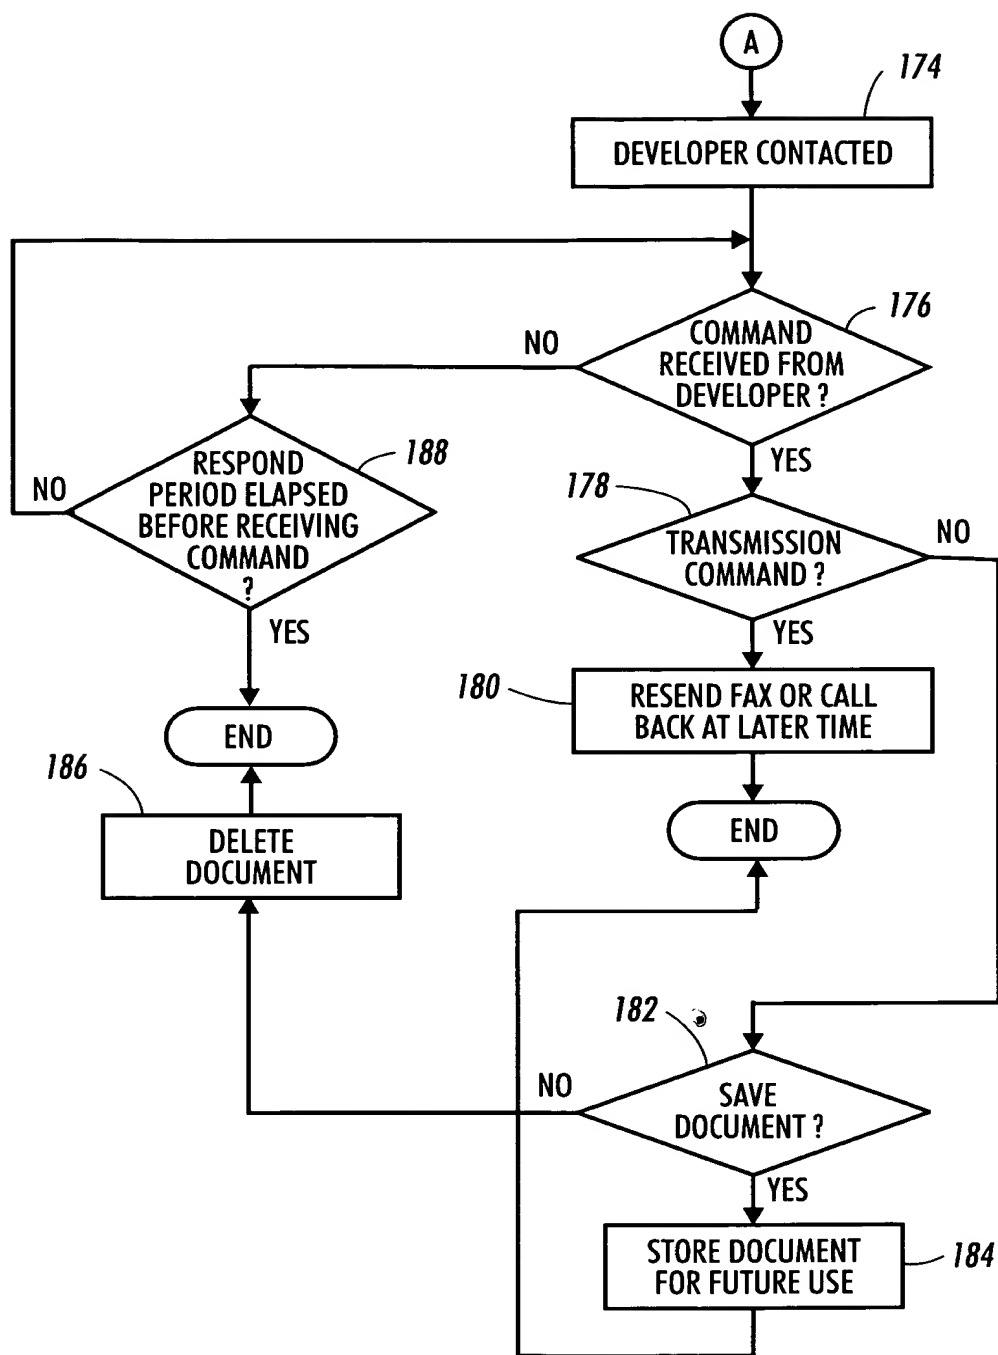 A
174
DEVELOPER CONTACTED
176
COMMAND
RECEIVED FROM
DEVELOPER ?
NO
YES
188
RESPOND
PERIOD ELAPSED
BEFORE RECEIVING
COMMAND
?
NO
YES
178
TRANSMISSION
COMMAND ?
NO
YES
180
RESEND FAX OR CALL
BACK AT LATER TIME
END
END
186
DELETE
DOCUMENT
182
SAVE
DOCUMENT ?
NO
YES
STORE DOCUMENT
FOR FUTURE USE
184